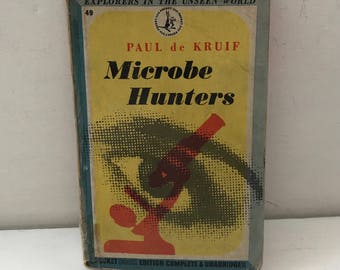 EXPLORERS IN THE UNSEEN WORLD
49
PAUL de KRUIF
Microbe
Hunters
EDITION COMPLETE & UNABRIDGED